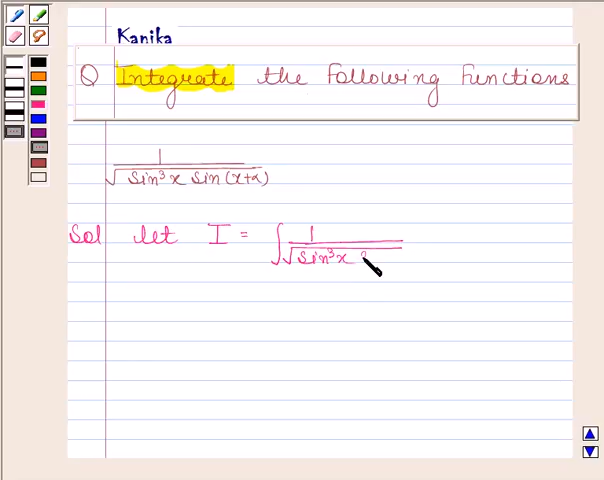 Kanika
Q Integrate the following functions
1
√sin³x sin(x+α)
Sol let I = ∫ 1
√sin³x